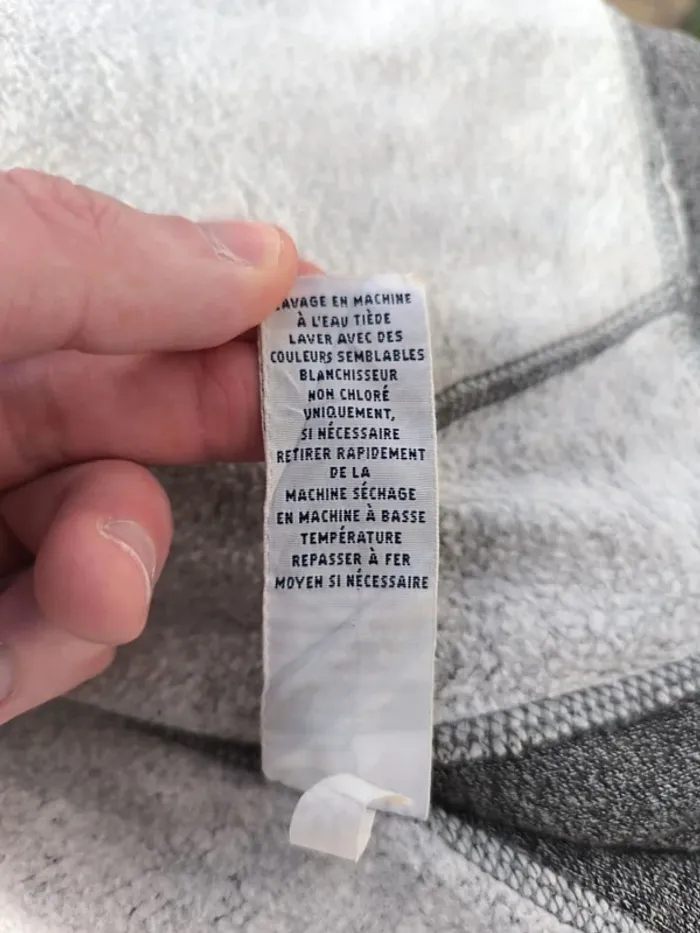 LAVAGE EN MACHINE
À L'EAU TIÈDE
LAVER AVEC DES
COULEURS SEMBLABLES
BLANCHISSEUR
NON CHLORÉ
UNIQUEMENT,
SI NÉCESSAIRE
RETIRER RAPIDEMENT
DE LA
MACHINE SÉCHAGE
EN MACHINE À BASSE
TEMPÉRATURE
REPASSER À FER
MOYEN SI NÉCESSAIRE